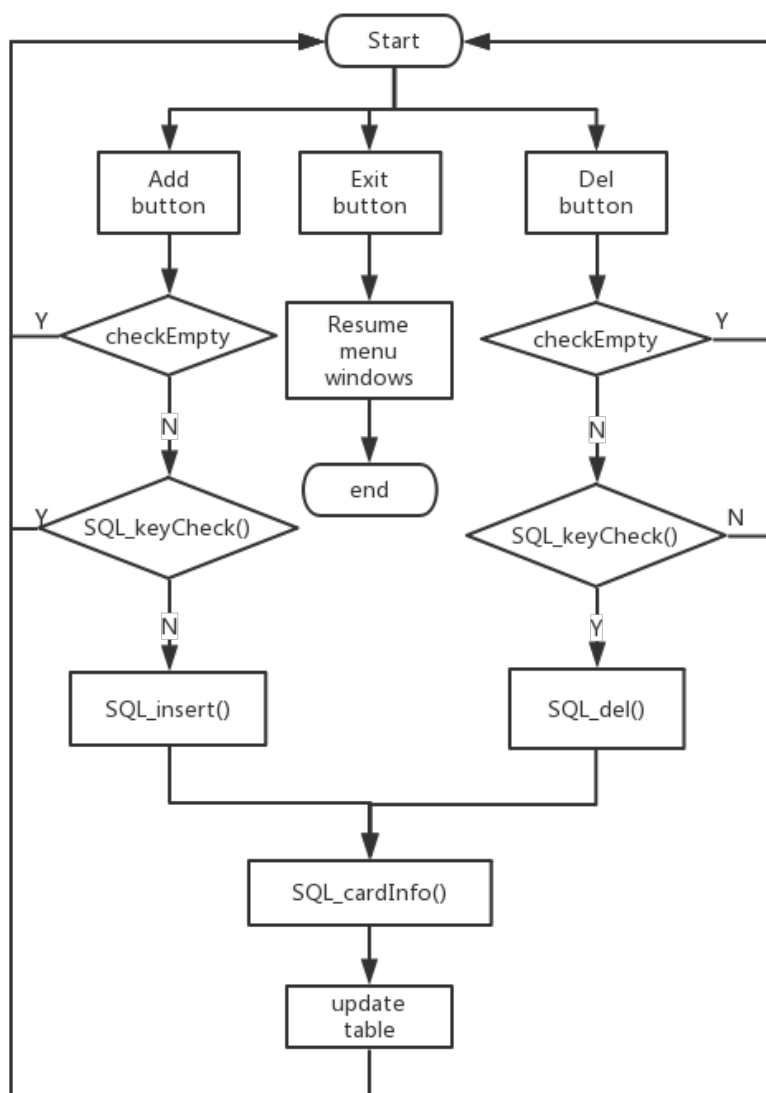 Start
Add
button
Exit
button
Del
button
Y
checkEmpty
Resume
menu
windows
checkEmpty
Y
N
N
end
Y
SQL_keyCheck()
SQL_keyCheck()
N
N
Y
SQL_insert()
SQL_del()
SQL_cardInfo()
update
table